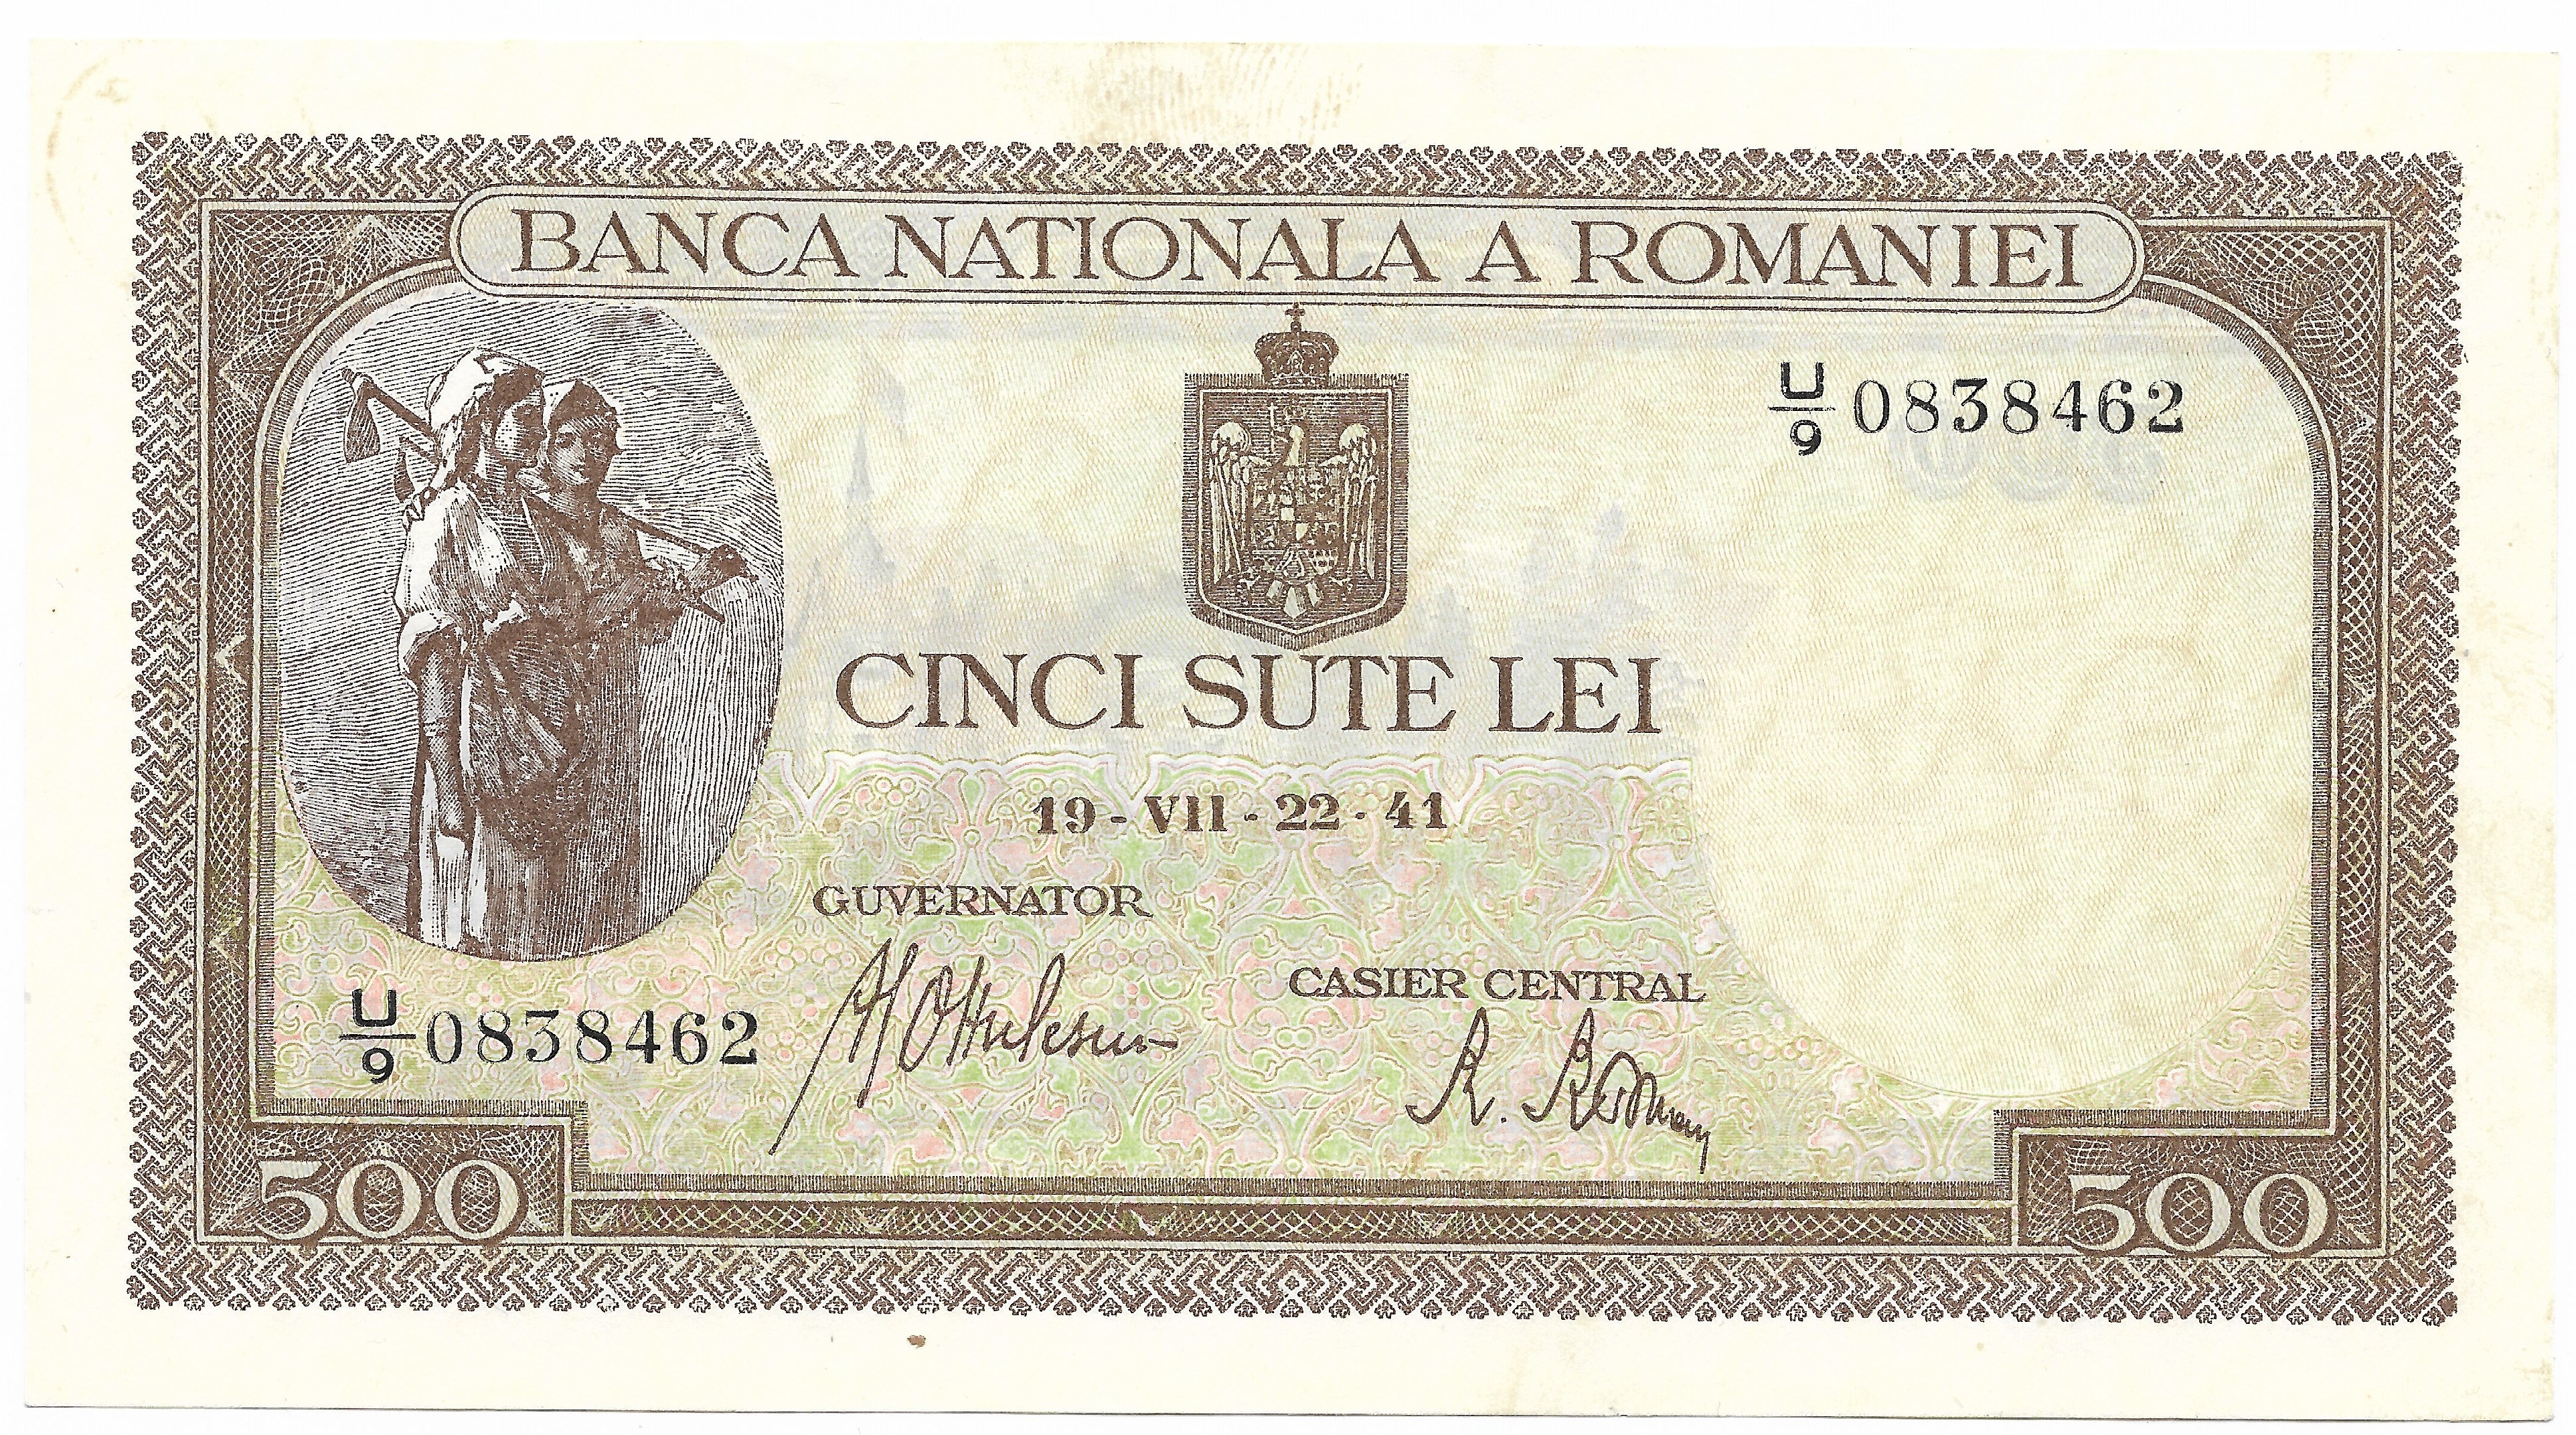 BANCA NATIONALA A ROMANIEI
U/9 0838462
CINCI SUTE LEI
19 - VII - 22 - 41
GUVERNATOR
CASIER CENTRAL
U/9 0838462
500
500